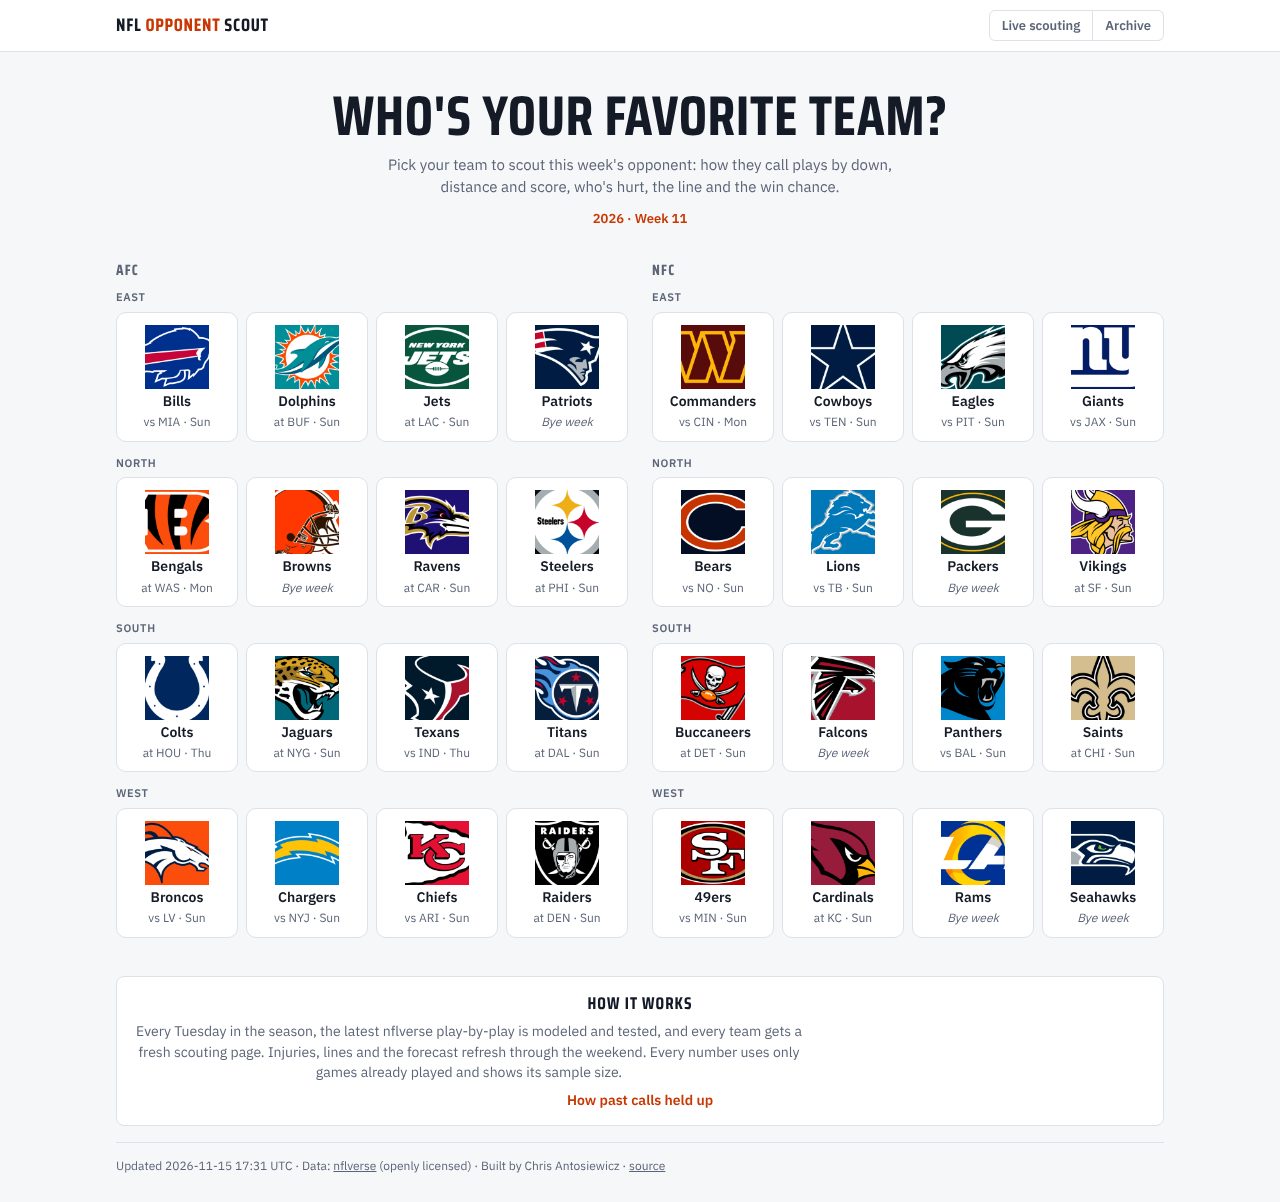 NFL OPPONENT SCOUT
Live scouting
Archive
WHO'S YOUR FAVORITE TEAM?
Pick your team to scout this week's opponent: how they call plays by down,
distance and score, who's hurt, the line and the win chance.
2026 · Week 11
AFC
EAST
NEW YORK
JETS
Bills
Dolphins
Jets
Patriots
vs MIA · Sun
at BUF · Sun
at LAC · Sun
Bye week
NORTH
B
Steelers
Bengals
Browns
Ravens
Steelers
at WAS · Mon
Bye week
at CAR · Sun
at PHI · Sun
SOUTH
T
Colts
Jaguars
Texans
Titans
at HOU · Thu
at NYG · Sun
vs IND · Thu
at DAL · Sun
WEST
KC
RAIDERS
Broncos
Chargers
Chiefs
Raiders
vs LV · Sun
vs NYJ · Sun
vs ARI · Sun
at DEN · Sun
NFC
EAST
W
ny
Commanders
Cowboys
Eagles
Giants
vs CIN · Mon
vs TEN · Sun
vs PIT · Sun
vs JAX · Sun
NORTH
C
G
Bears
Lions
Packers
Vikings
vs NO · Sun
vs TB · Sun
Bye week
at SF · Sun
SOUTH
Buccaneers
Falcons
Panthers
Saints
at DET · Sun
Bye week
vs BAL · Sun
at CHI · Sun
WEST
SF
LA
49ers
Cardinals
Rams
Seahawks
vs MIN · Sun
at KC · Sun
Bye week
Bye week
HOW IT WORKS
Every Tuesday in the season, the latest nflverse play-by-play is modeled and tested, and every team gets a
fresh scouting page. Injuries, lines and the forecast refresh through the weekend. Every number uses only
games already played and shows its sample size.
How past calls held up
Updated 2026-11-15 17:31 UTC · Data: nflverse (openly licensed) · Built by Chris Antosiewicz · source